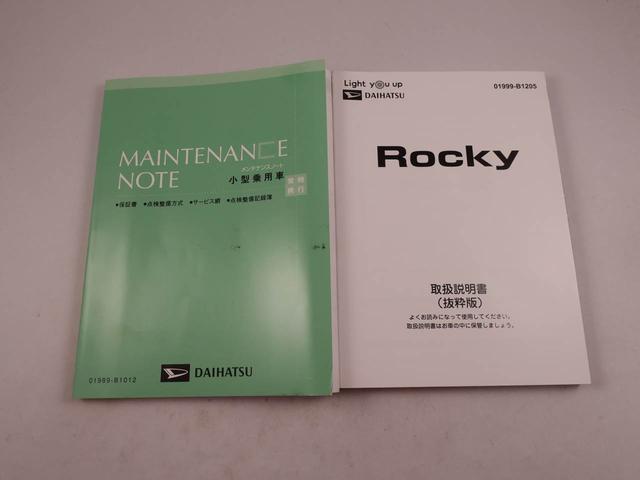 MAINTENANCE
NOTE
メンテナンスノート
小型乗用車
●保証書 ●点検整備方式 ●サービス網 ●点検整備記録簿
DAIHATSU
01999-B1012
Light you up
DAIHATSU
01999-B1205
Rocky
取扱説明書
（抜粋版）
よくお読みになって使用してください。
取扱説明書はお車の中に保管しましょう。